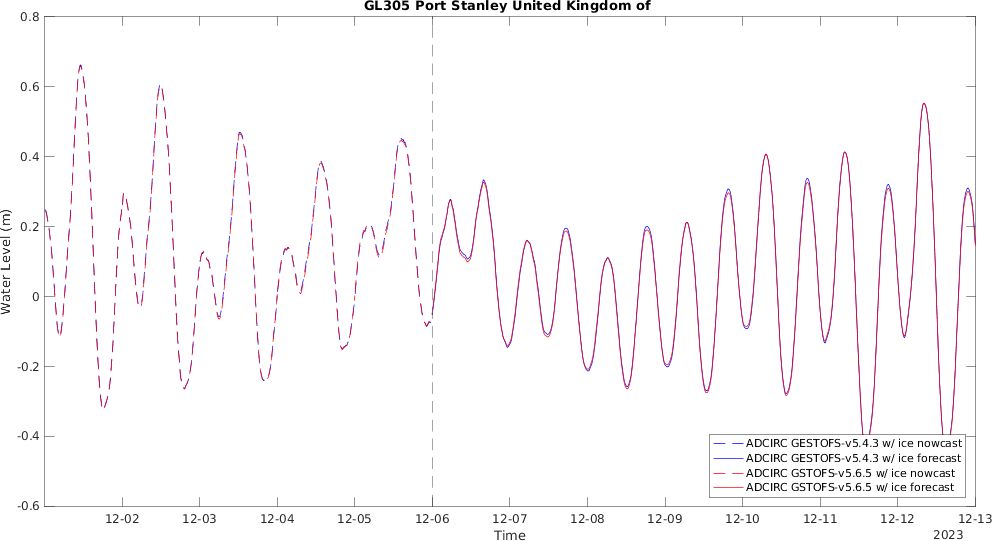 GL305 Port Stanley United Kingdom of
0.8
0.6
0.4
0.2
0
-0.2
-0.4
-0.6
Water Level (m)
ADCIRC GESTOFS-v5.4.3 w/ ice nowcast
ADCIRC GESTOFS-v5.4.3 w/ ice forecast
ADCIRC GSTOFS-v5.6.5 w/ ice nowcast
ADCIRC GSTOFS-v5.6.5 w/ ice forecast
12-02 12-03 12-04 12-05 12-06 12-07 12-08 12-09 12-10 12-11 12-12 12-13
Time
2023